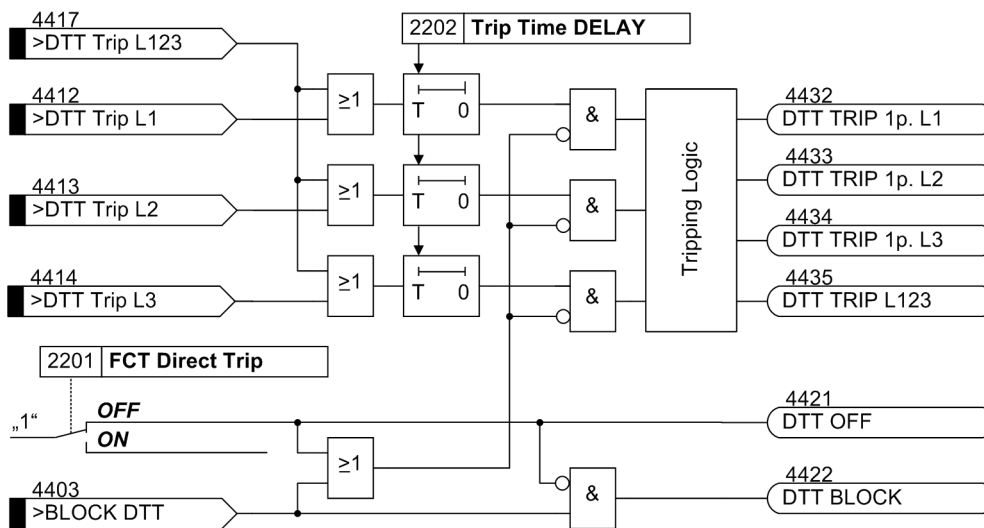 4417
>DTT Trip L123
2202 Trip Time DELAY
4412
>DTT Trip L1
≥1
T 0
&
4432
DTT TRIP 1p. L1
4413
>DTT Trip L2
≥1
T 0
&
4433
DTT TRIP 1p. L2
Tripping Logic
4434
DTT TRIP 1p. L3
4414
>DTT Trip L3
≥1
T 0
&
4435
DTT TRIP L123
2201 FCT Direct Trip
„1“
OFF
ON
4421
DTT OFF
≥1
4403
>BLOCK DTT
&
4422
DTT BLOCK